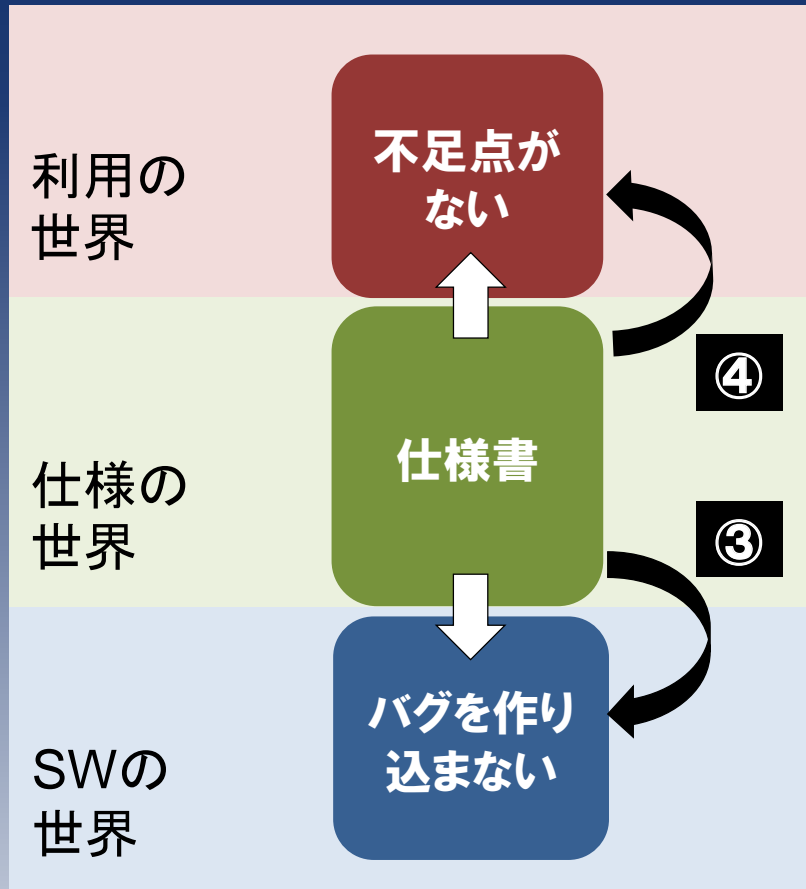 利用の
世界
不足点が
ない
④
仕様の
世界
仕様書
③
SWの
世界
バグを作り
込まない